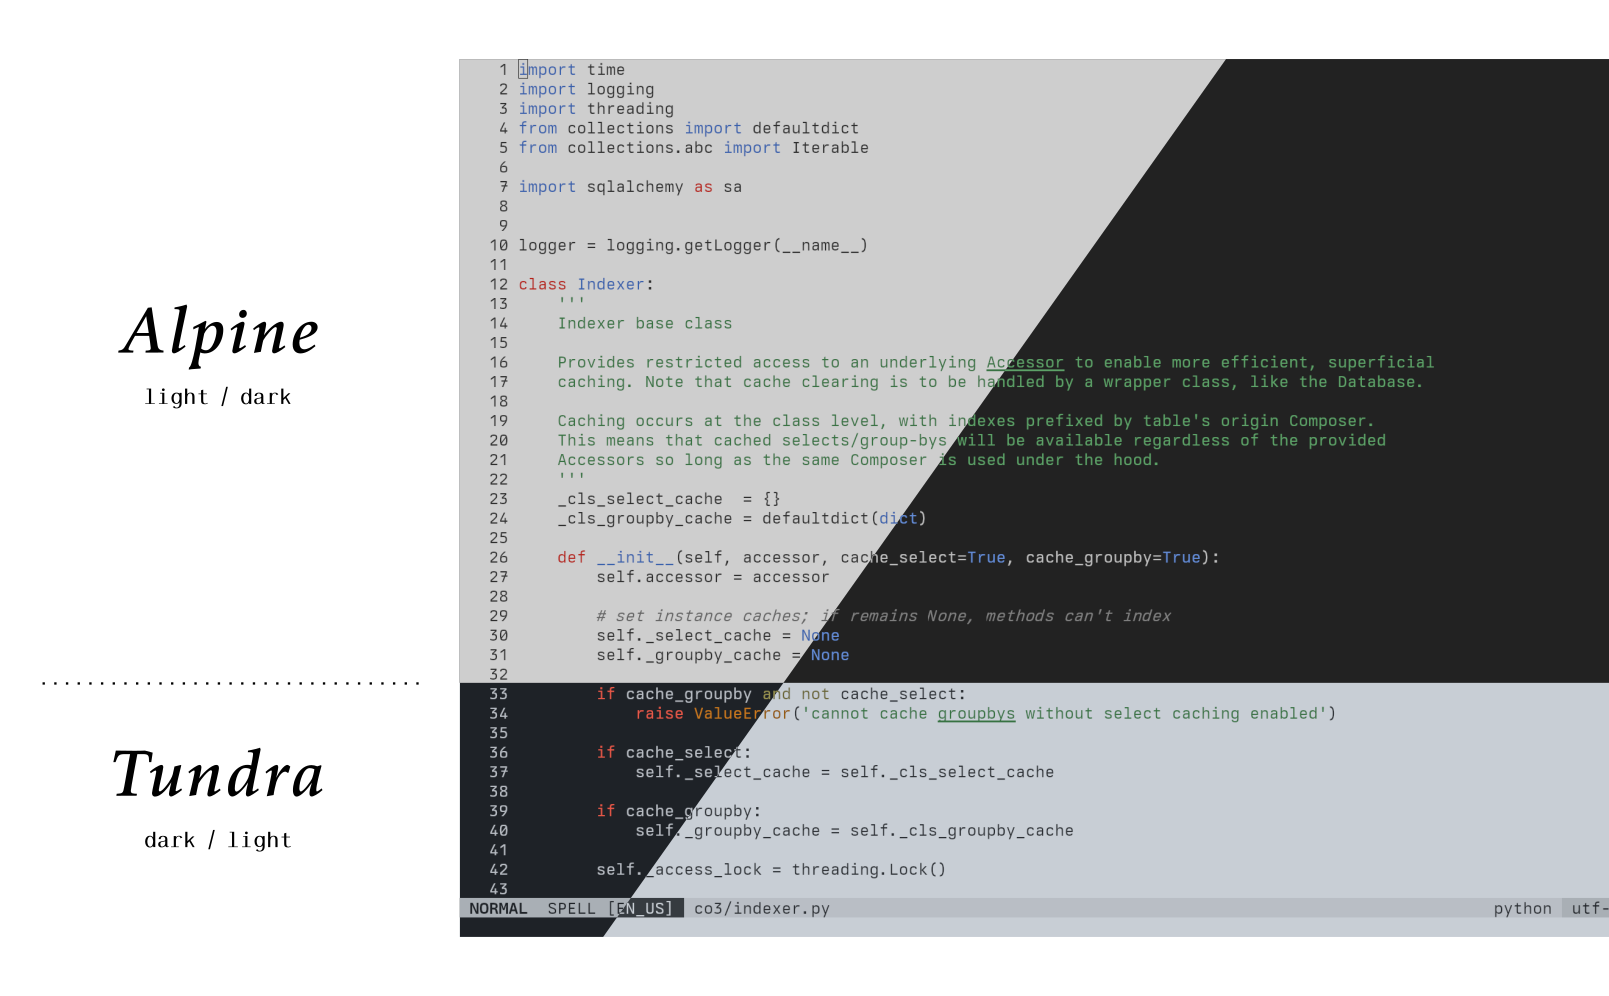 Alpine
light / dark
Tundra
dark / light
1 import time
2 import logging
3 import threading
4 from collections import defaultdict
5 from collections.abc import Iterable
6
7 import sqlalchemy as sa
8
9
10 logger = logging.getLogger(__name__)
11
12 class Indexer:
13     '''
14     Indexer base class
15
16     Provides restricted access to an underlying Accessor to enable more efficient, superficial
17     caching. Note that cache clearing is to be handled by a wrapper class, like the Database.
18
19     Caching occurs at the class level, with indexes prefixed by table's origin Composer.
20     This means that cached selects/group-bys will be available regardless of the provided
21     Accessors so long as the same Composer is used under the hood.
22     '''
23     _cls_select_cache  = {}
24     _cls_groupby_cache = defaultdict(dict)
25
26     def __init__(self, accessor, cache_select=True, cache_groupby=True):
27         self.accessor = accessor
28
29         # set instance caches; if remains None, methods can't index
30         self._select_cache = None
31         self._groupby_cache = None
32
33         if cache_groupby and not cache_select:
34             raise ValueError('cannot cache groupbys without select caching enabled')
35
36         if cache_select:
37             self._select_cache = self._cls_select_cache
38
39         if cache_groupby:
40             self._groupby_cache = self._cls_groupby_cache
41
42         self._access_lock = threading.Lock()
43
NORMAL SPELL [EN_US] co3/indexer.py python utf-